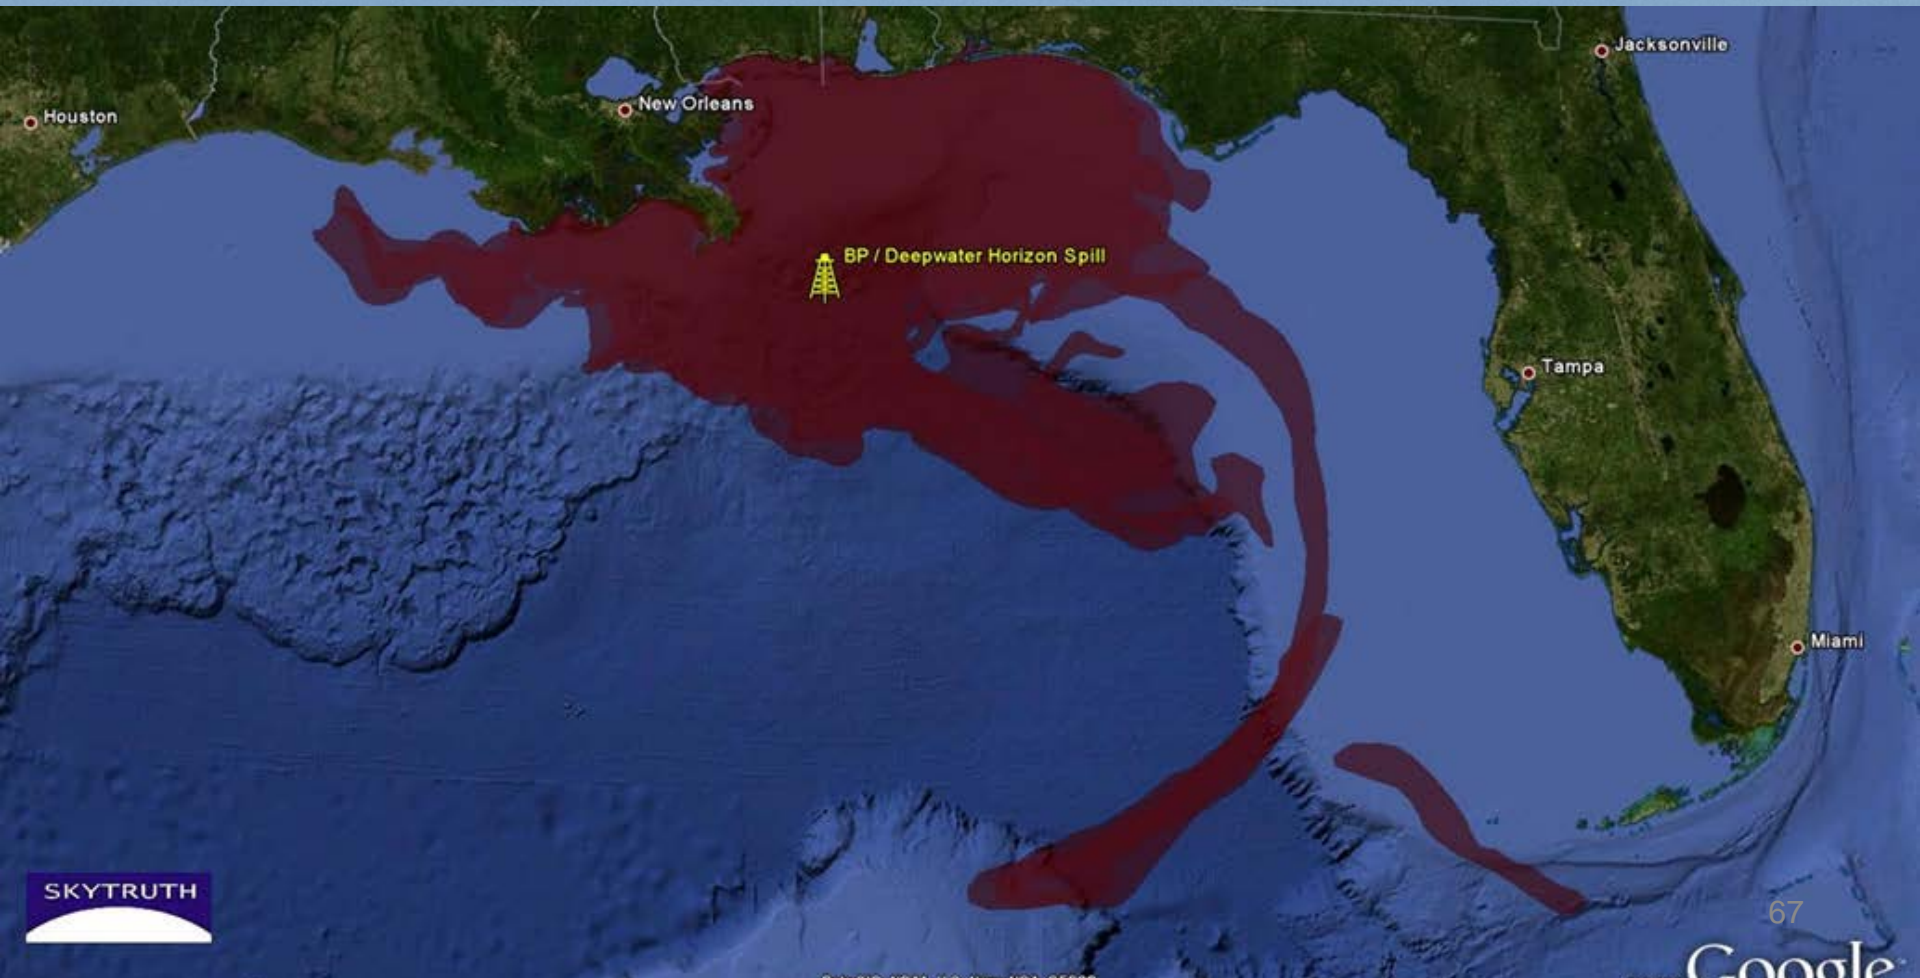 Jacksonville
New Orleans
Houston
BP / Deepwater Horizon Spill
Tampa
Miami
SKYTRUTH
67
Google